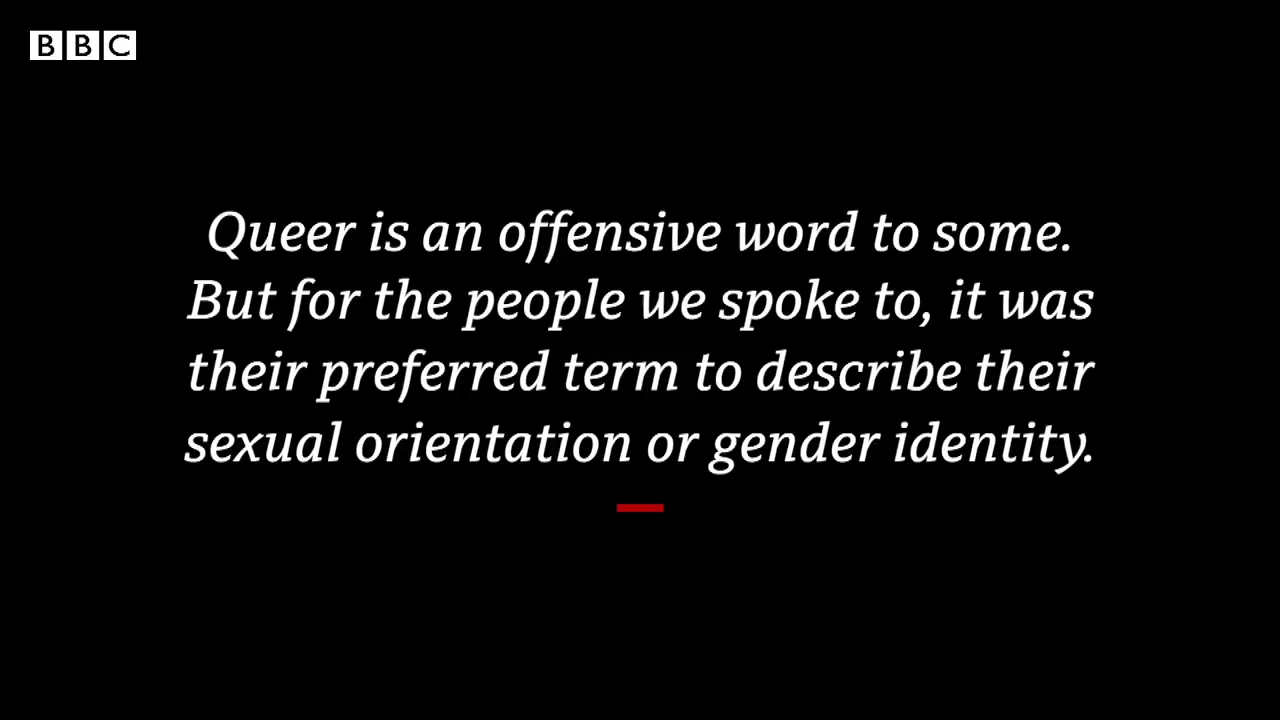 BBC
Queer is an offensive word to some.
But for the people we spoke to, it was
their preferred term to describe their
sexual orientation or gender identity.